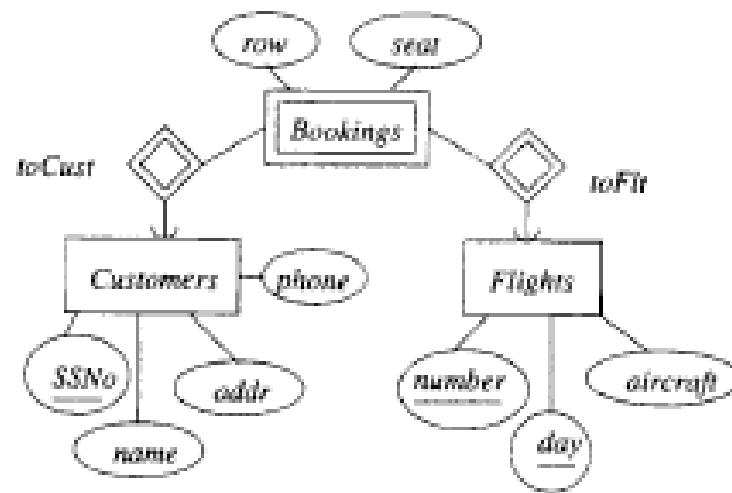 row
seat
Bookings
toCust
toFlt
Customers
phone
Flights
SSNo
addr
number
aircraft
name
day